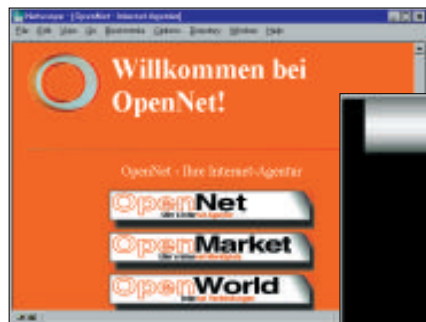 Netscape - [OpenNet - Internet-Agentur]
File Edit View Go Bookmarks Options Directory Window Help
Willkommen bei
OpenNet!
OpenNet - Ihre Internet-Agentur
OpenNet
OpenMarket
OpenWorld